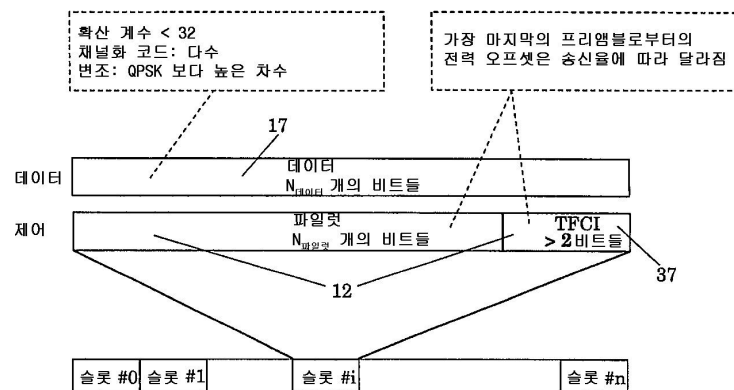 확산 계수 < 32
채널화 코드: 다수
변조: QPSK 보다 높은 차수
가장 마지막의 프리앰블로부터의
전력 오프셋은 송신율에 따라 달라짐
17
데이터
데이터
N데이터 개의 비트들
제어
파일럿
N파일럿 개의 비트들
TFCI
> 2비트들
12
37
슬롯 #0
슬롯 #1
슬롯 #i
슬롯 #n